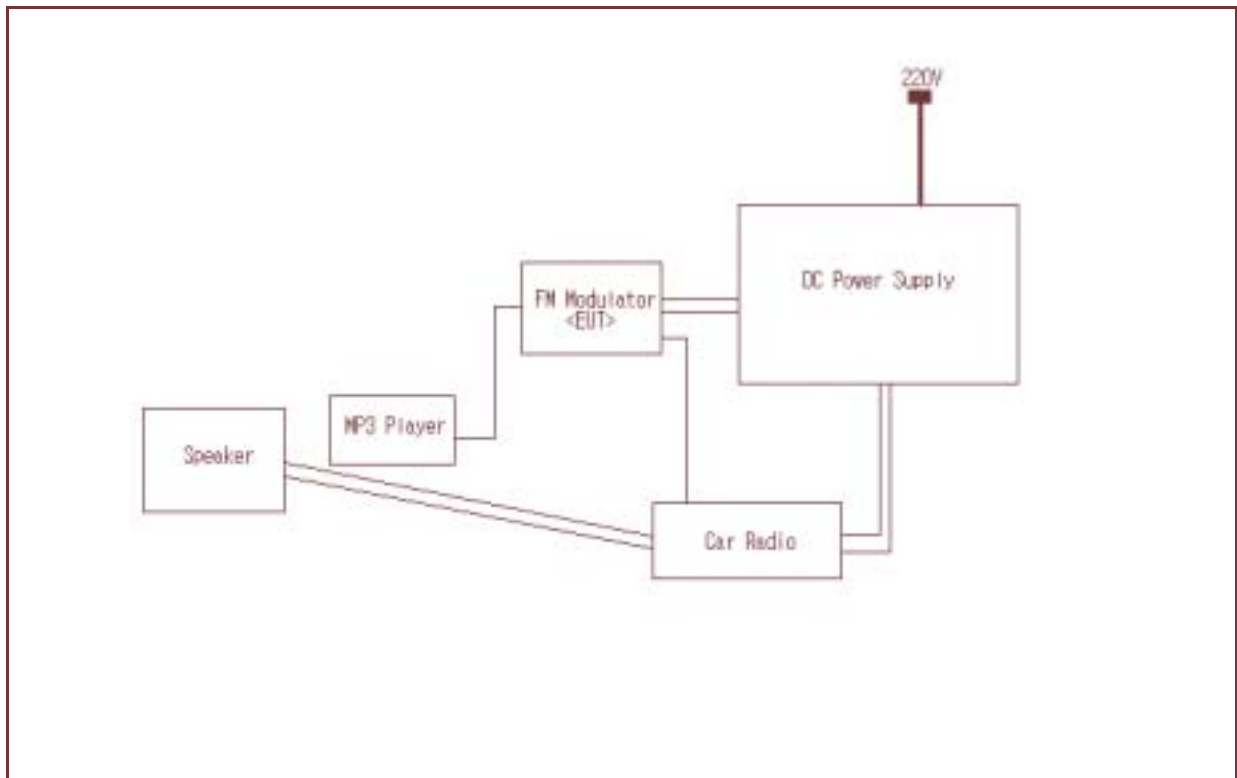 220V
DC Power Supply
FM Modulator
<EUT>
MP3 Player
Speaker
Car Radio